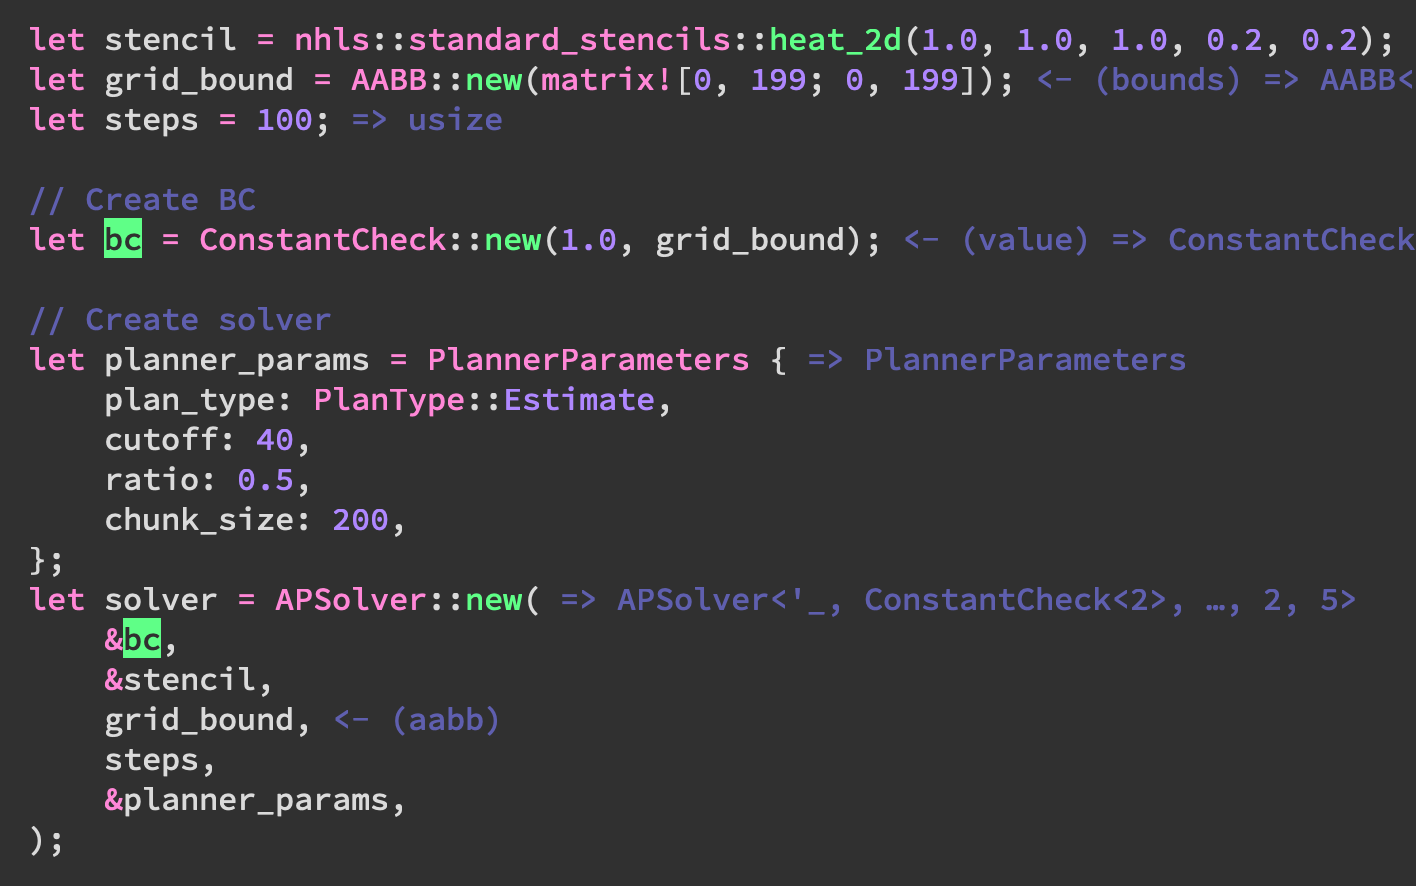 let stencil = nhls::standard_stencils::heat_2d(1.0, 1.0, 1.0, 0.2, 0.2);
let grid_bound = AABB::new(matrix![0, 199; 0, 199]); <- (bounds) => AABB<
let steps = 100; => usize
// Create BC
let bc = ConstantCheck::new(1.0, grid_bound); <- (value) => ConstantCheck
// Create solver
let planner_params = PlannerParameters { => PlannerParameters
    plan_type: PlanType::Estimate,
    cutoff: 40,
    ratio: 0.5,
    chunk_size: 200,
};
let solver = APSolver::new( => APSolver<'_, ConstantCheck<2>, …, 2, 5>
    &bc,
    &stencil,
    grid_bound, <- (aabb)
    steps,
    &planner_params,
);